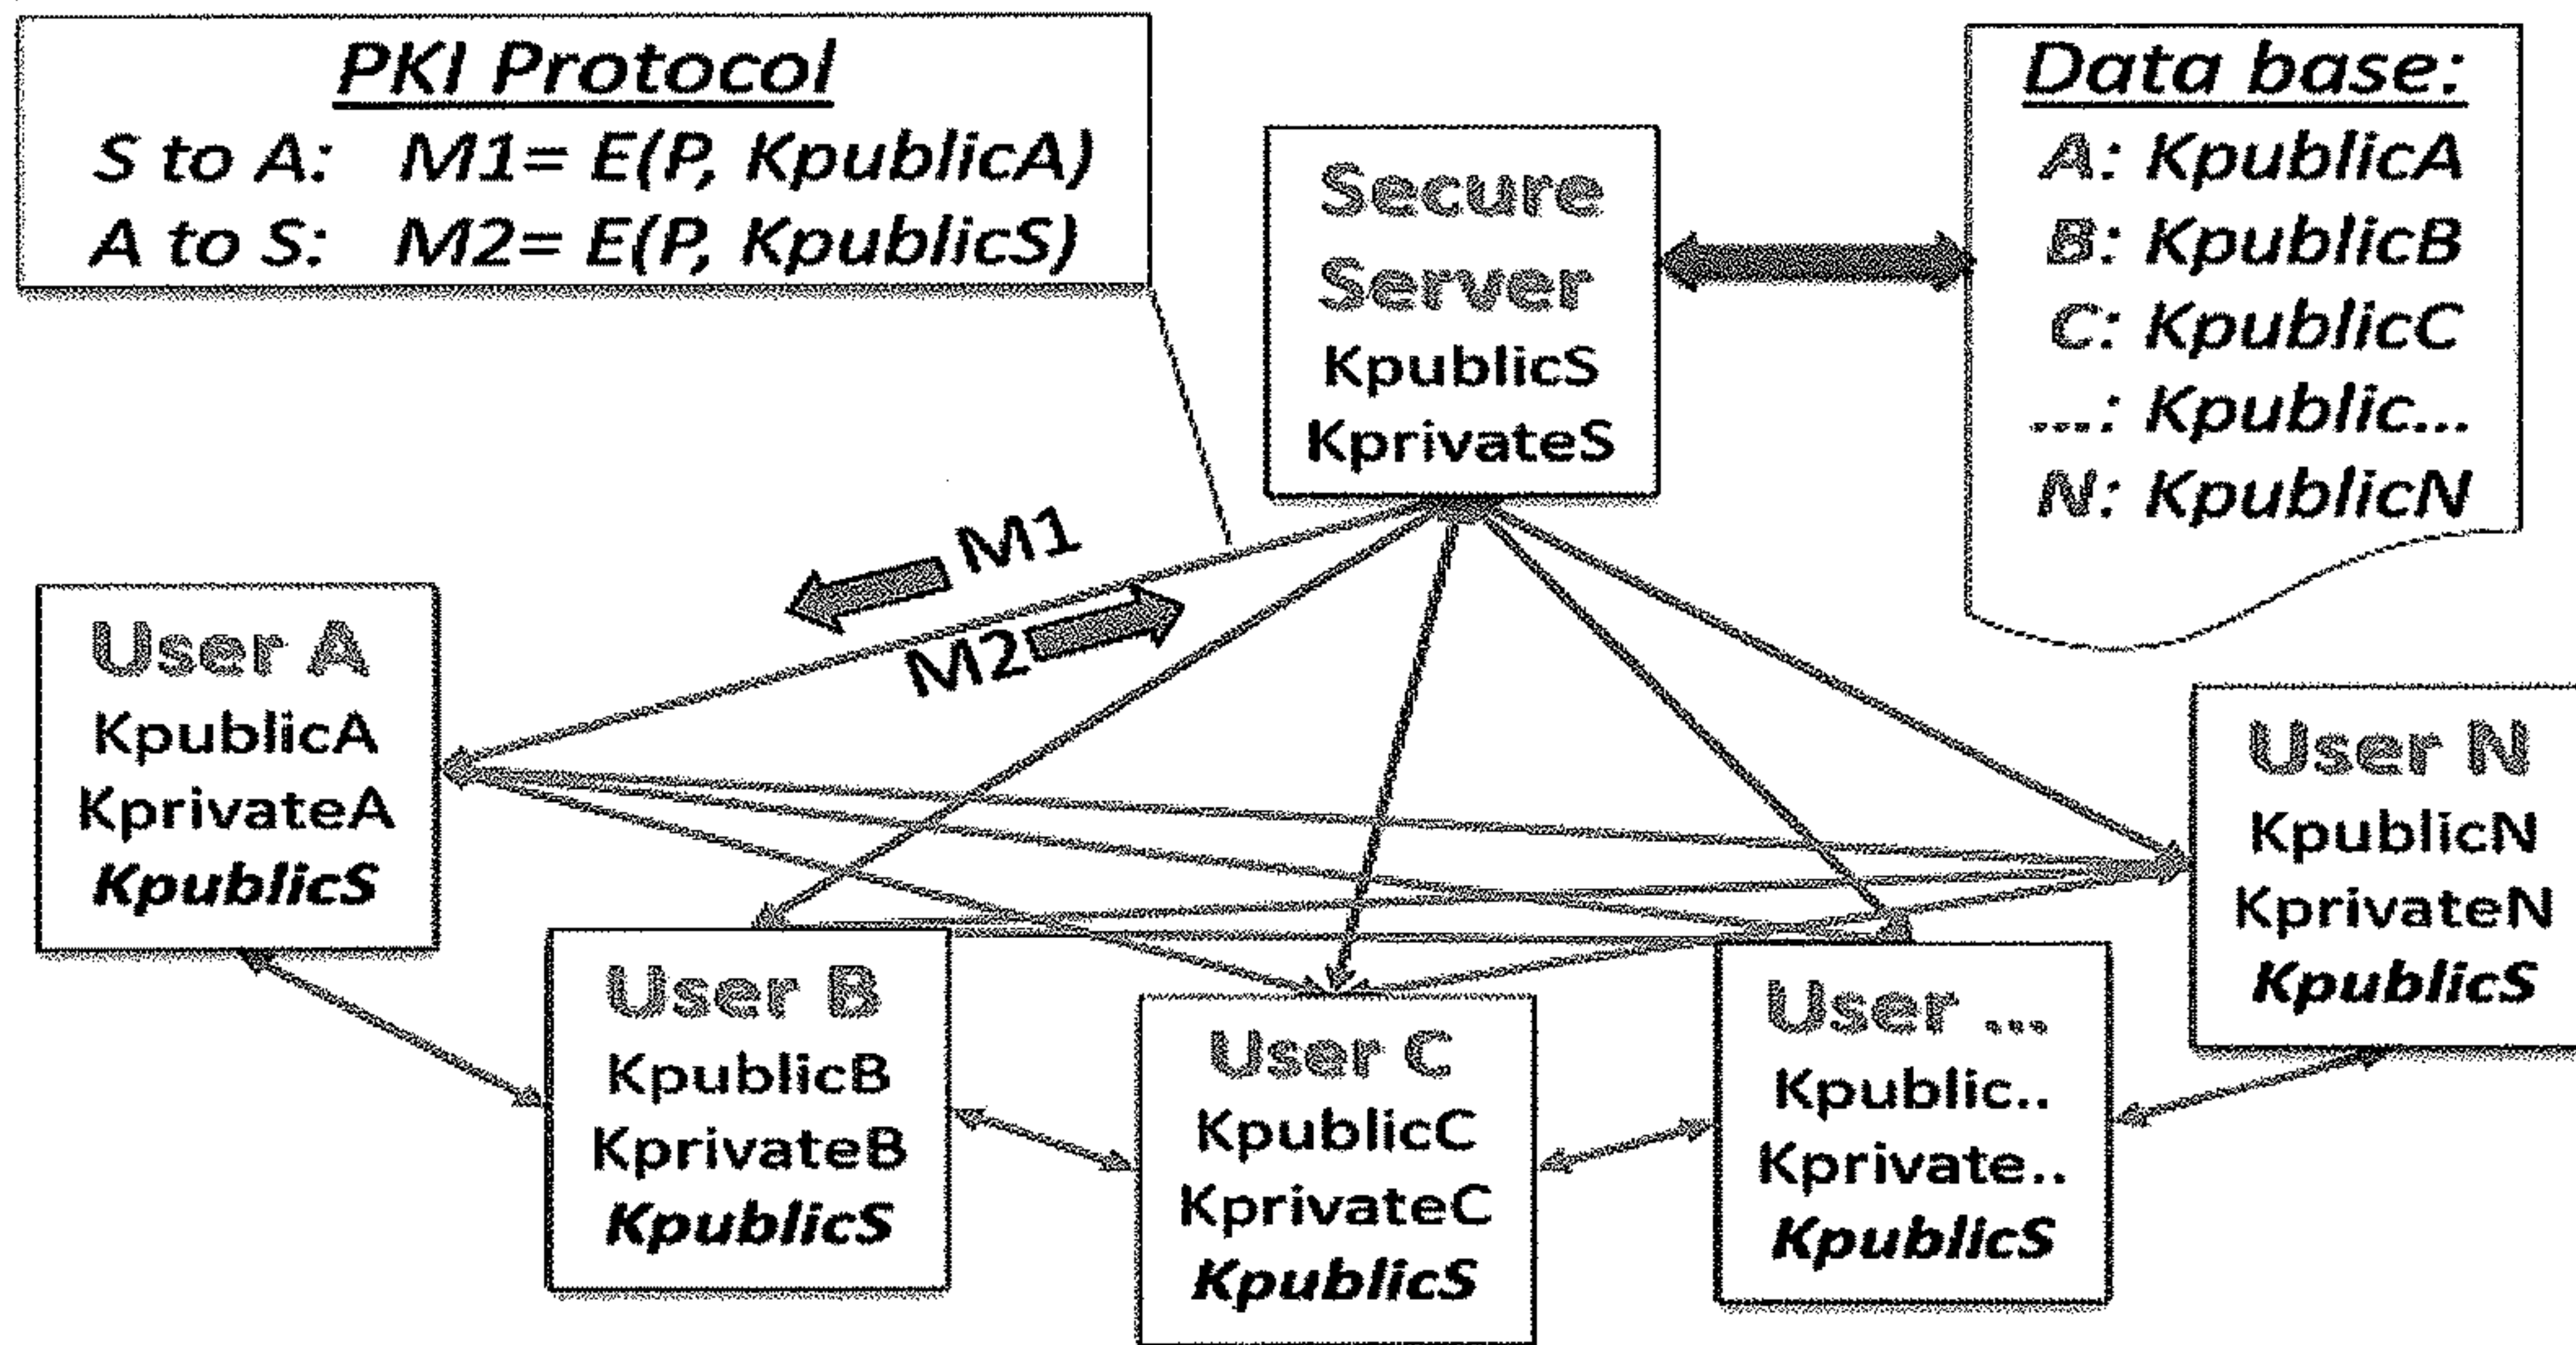 PKI Protocol
S to A: M1= E(P, KpublicA)
A to S: M2= E(P, KpublicS)
Secure
Server
KpublicS
KprivateS
Data base:
A: KpublicA
B: KpublicB
C: KpublicC
...: Kpublic...
N: KpublicN
M1
M2
User A
KpublicA
KprivateA
KpublicS
User B
KpublicB
KprivateB
KpublicS
User C
KpublicC
KprivateC
KpublicS
User ...
Kpublic..
Kprivate..
KpublicS
User N
KpublicN
KprivateN
KpublicS